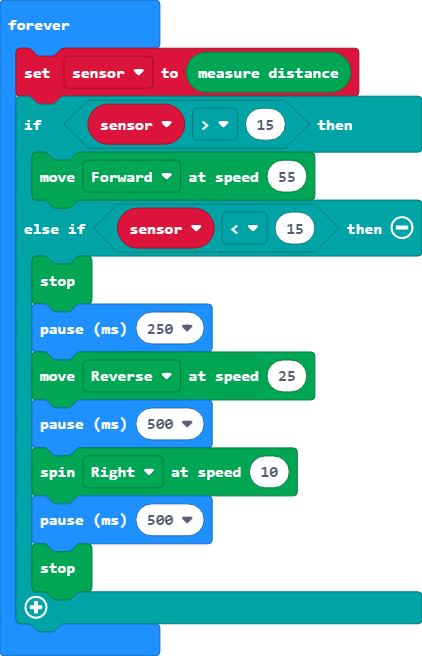 forever
set sensor to measure distance
if sensor > 15 then
move Forward at speed 55
else if sensor < 15 then
stop
pause (ms) 250
move Reverse at speed 25
pause (ms) 500
spin Right at speed 10
pause (ms) 500
stop